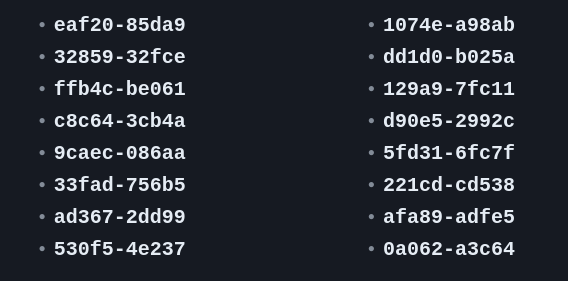 • eaf20-85da9
• 32859-32fce
• ffb4c-be061
• c8c64-3cb4a
• 9caec-086aa
• 33fad-756b5
• ad367-2dd99
• 530f5-4e237
• 1074e-a98ab
• dd1d0-b025a
• 129a9-7fc11
• d90e5-2992c
• 5fd31-6fc7f
• 221cd-cd538
• afa89-adfe5
• 0a062-a3c64